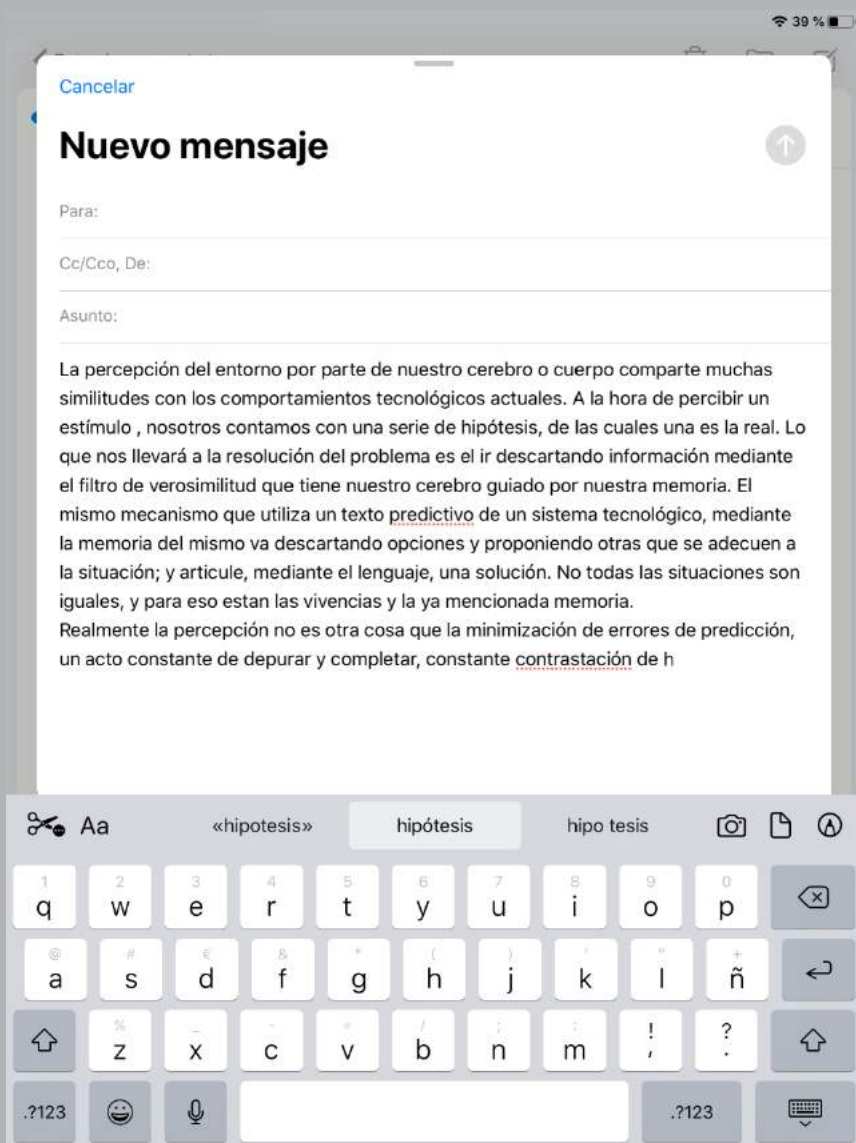 39 %
Cancelar
Nuevo mensaje
Para:
Cc/Cco, De:
Asunto:
La percepción del entorno por parte de nuestro cerebro o cuerpo comparte muchas
similitudes con los comportamientos tecnológicos actuales. A la hora de percibir un
estímulo , nosotros contamos con una serie de hipótesis, de las cuales una es la real. Lo
que nos llevará a la resolución del problema es el ir descartando información mediante
el filtro de verosimilitud que tiene nuestro cerebro guiado por nuestra memoria. El
mismo mecanismo que utiliza un texto predictivo de un sistema tecnológico, mediante
la memoria del mismo va descartando opciones y proponiendo otras que se adecuen a
la situación; y articule, mediante el lenguaje, una solución. No todas las situaciones son
iguales, y para eso estan las vivencias y la ya mencionada memoria.
Realmente la percepción no es otra cosa que la minimización de errores de predicción,
un acto constante de depurar y completar, constante contrastación de h
Aa «hipotesis» hipótesis hipo tesis
1 2 3 4 5 6 7 8 9 0
q w e r t y u i o p
@ # € & * ( ) ' " +
a s d f g h j k l ñ
% _ - = / ; : ! ?
z x c v b n m , .
.?123 .?123